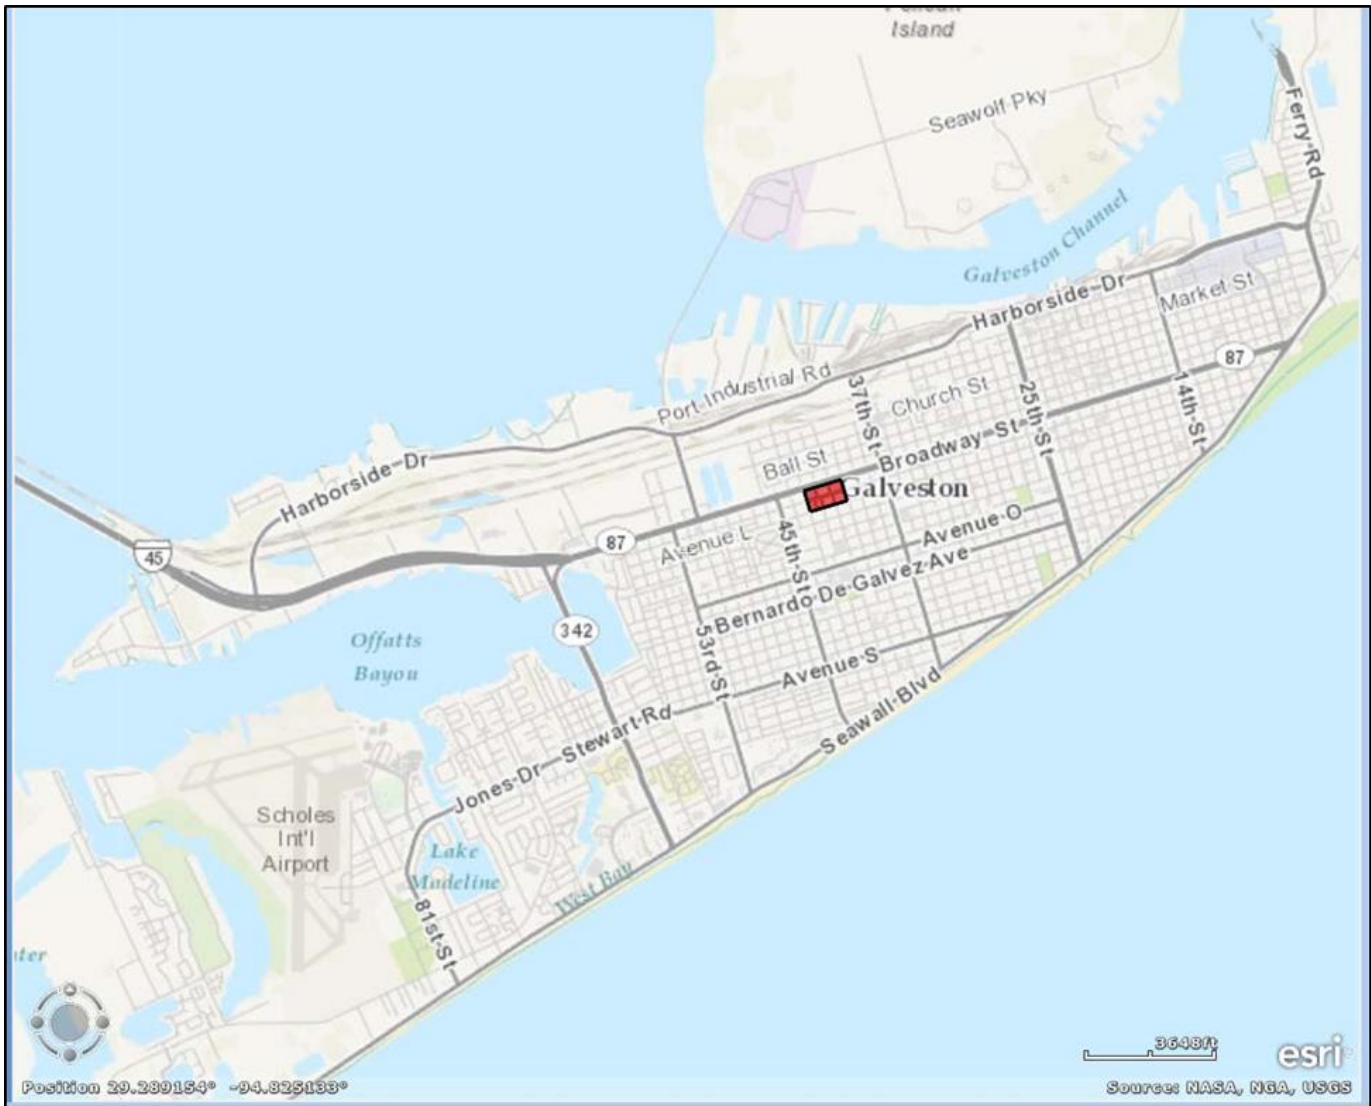 Island
Seawolf Pky
Ferry Rd
Galveston Channel
Harborside Dr
Market St
87
Port Industrial Rd
37th St
Church St
25th St
14th St
Broadway St
Ball St
Harborside Dr
Galveston
45
87
Avenue L
45th St
Avenue O
Bernardo De Galvez Ave
342
Offatts
Bayou
53rd St
Avenue S
Seawall Blvd
Jones Dr
Stewart Rd
Scholes
Int'l
Airport
Lake
Madeline
West Bay
81st St
3648ft
esri
Position 29.289154° -94.825133°
Sources: NASA, NGA, USGS